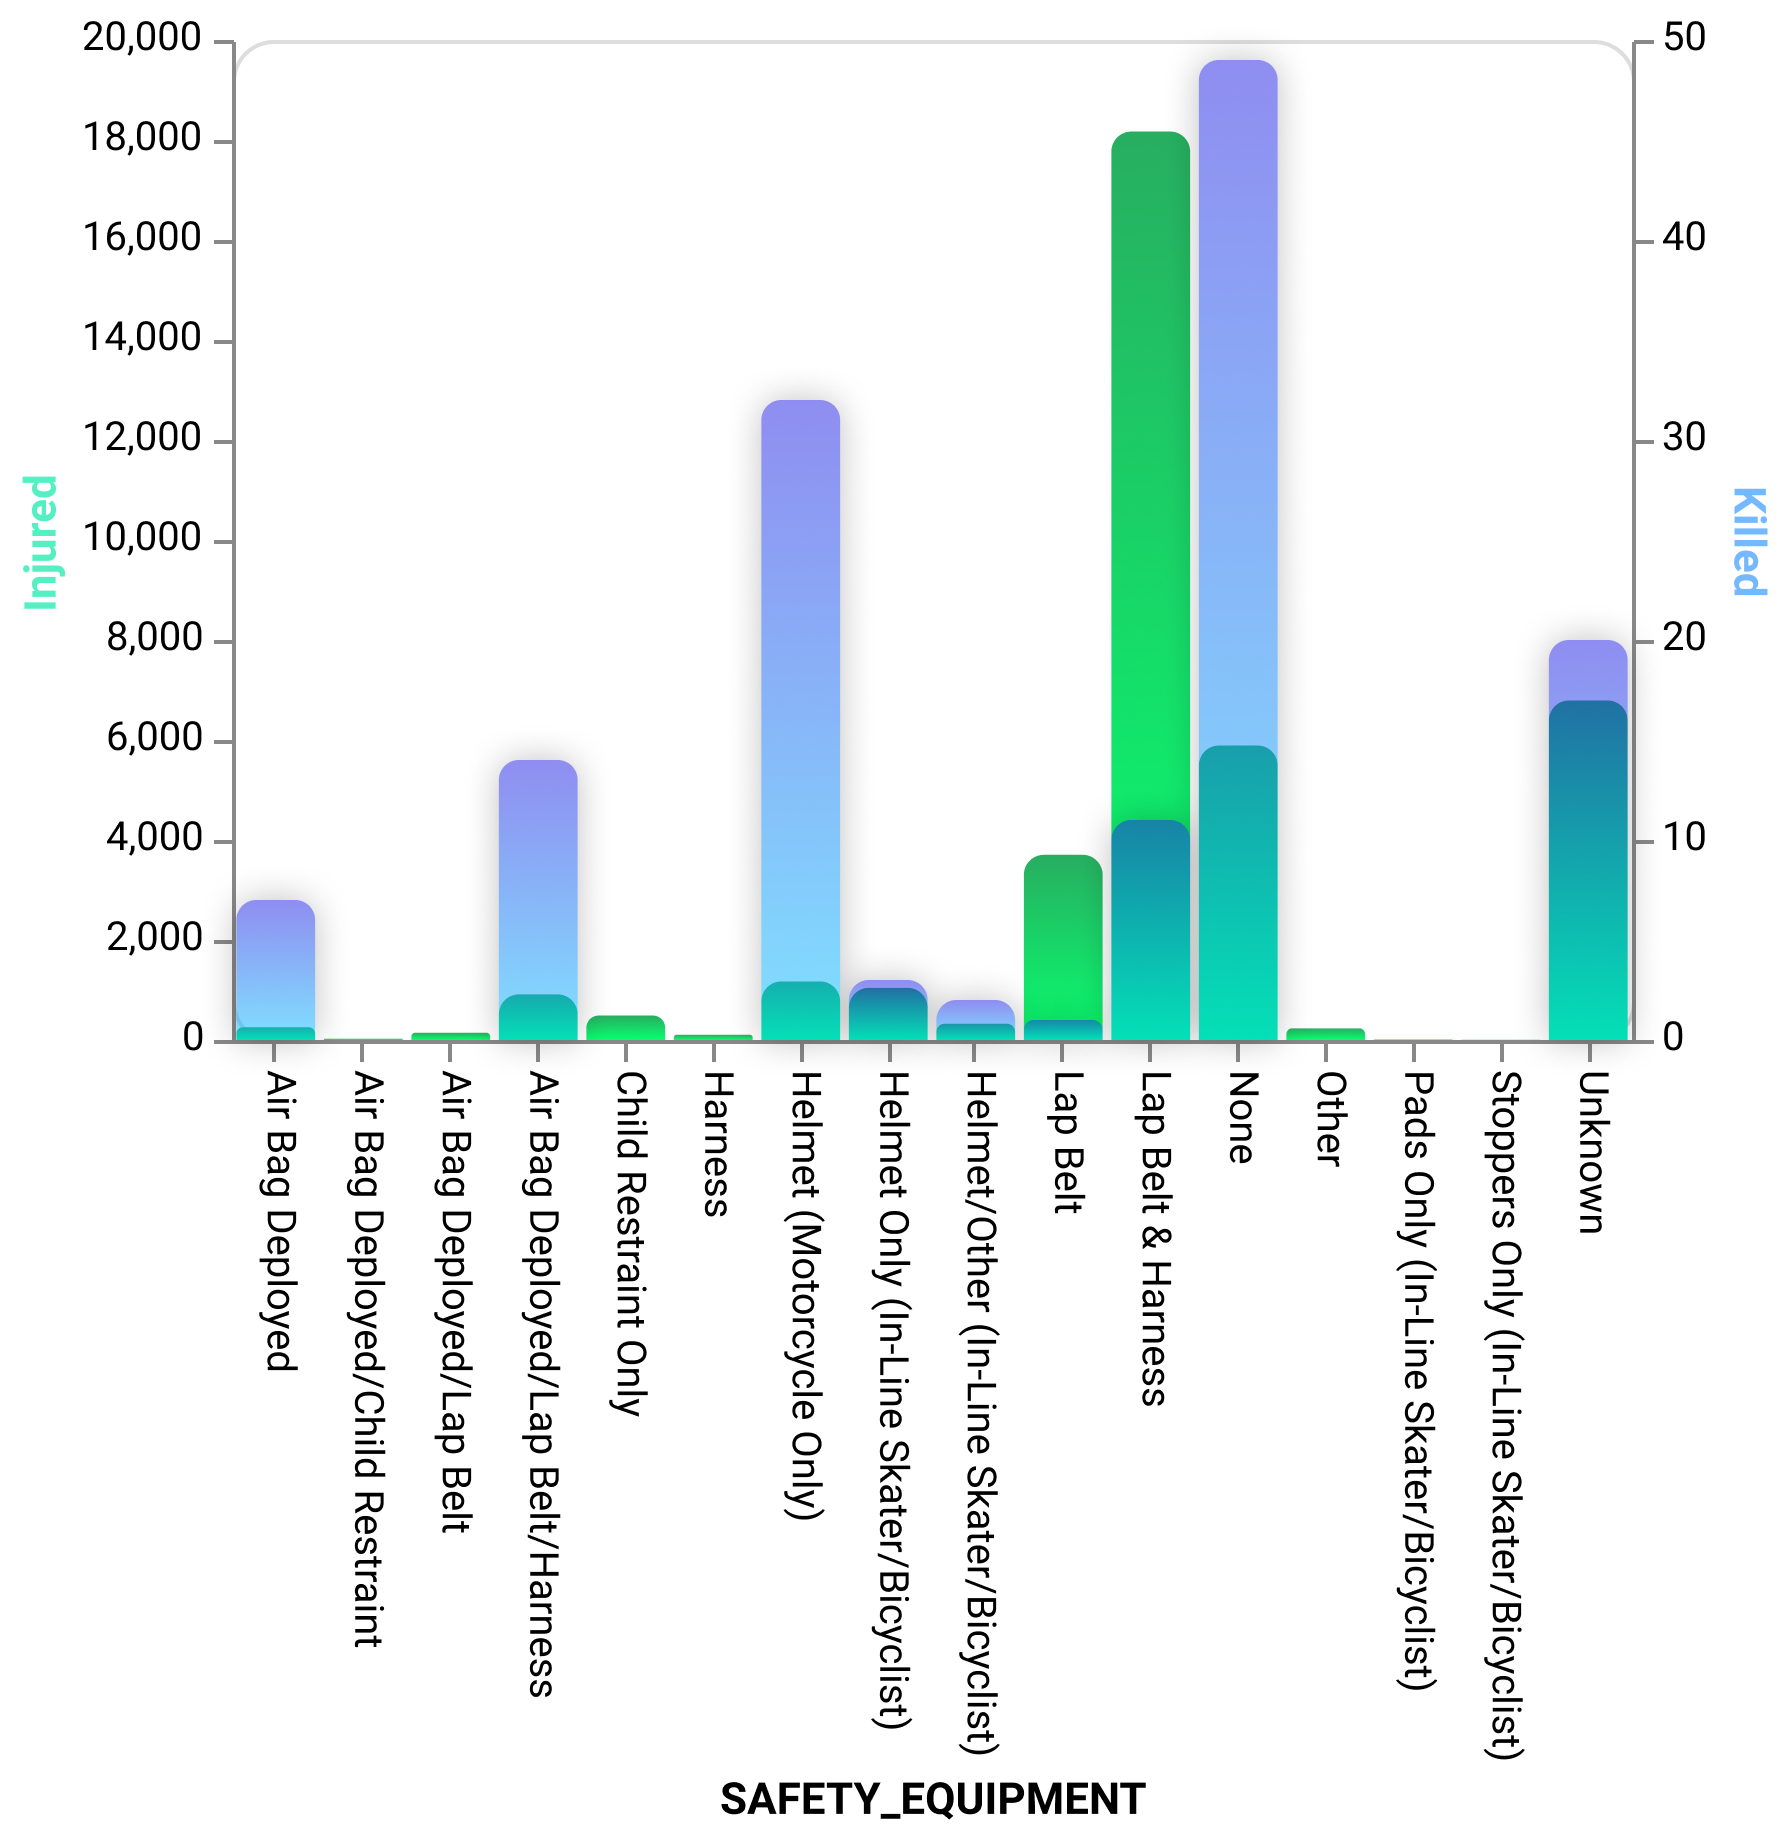 20,000
18,000
16,000
14,000
12,000
10,000
8,000
6,000
4,000
2,000
0
Injured
50
40
30
20
10
0
Killed
Air Bag Deployed
Air Bag Deployed/Child Restraint
Air Bag Deployed/Lap Belt
Air Bag Deployed/Lap Belt/Harness
Child Restraint Only
Harness
Helmet (Motorcycle Only)
Helmet Only (In-Line Skater/Bicyclist)
Helmet/Other (In-Line Skater/Bicyclist)
Lap Belt
Lap Belt & Harness
None
Other
Pads Only (In-Line Skater/Bicyclist)
Stoppers Only (In-Line Skater/Bicyclist)
Unknown
SAFETY_EQUIPMENT